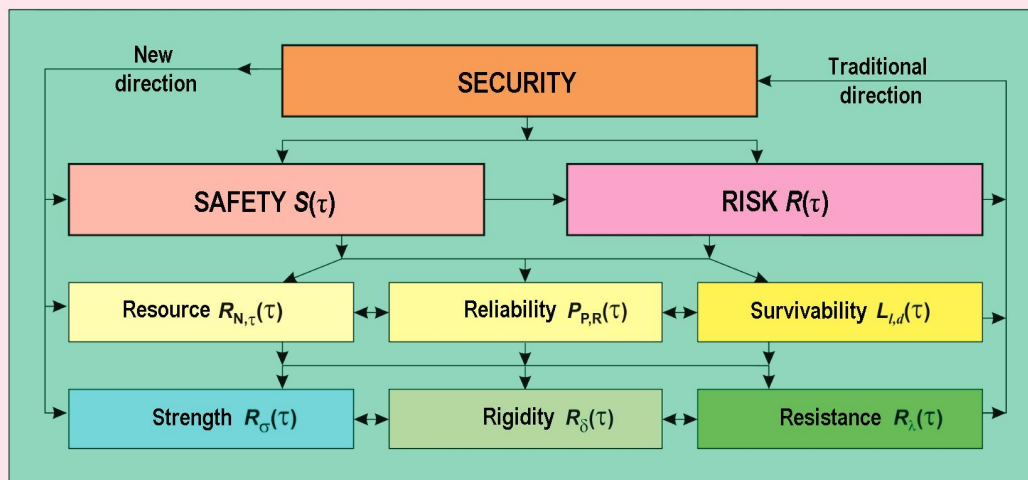 New
direction
SECURITY
Traditional
direction
SAFETY S(τ)
RISK R(τ)
Resource R_N,τ(τ)
Reliability P_P,R(τ)
Survivability L_l,d(τ)
Strength R_σ(τ)
Rigidity R_δ(τ)
Resistance R_λ(τ)